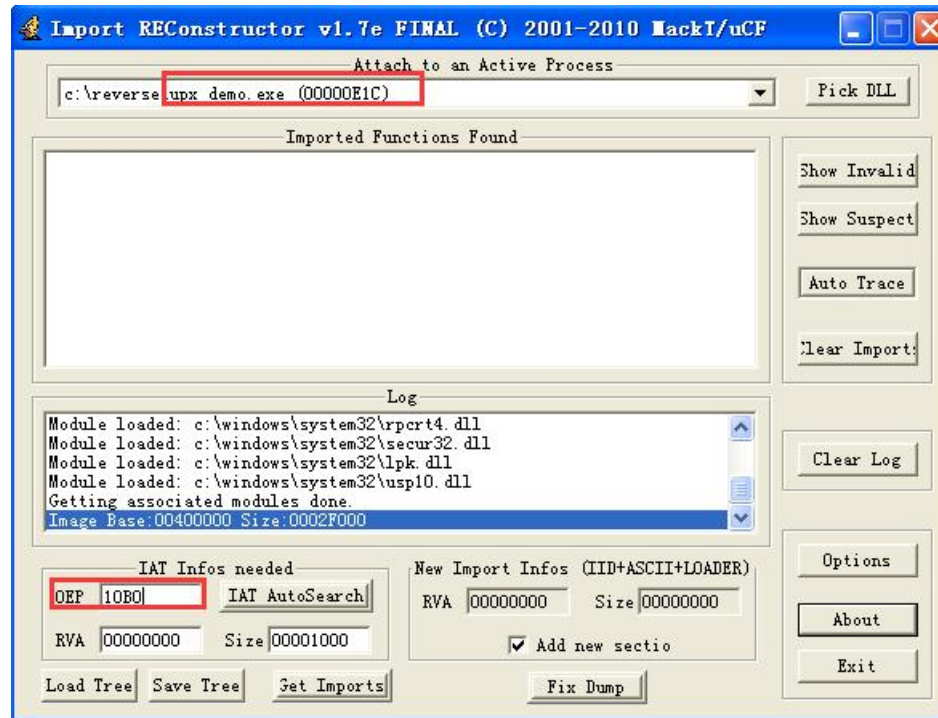 Import REConstructor v1.7e FINAL (C) 2001-2010 MackT/uCF
Attach to an Active Process
c:\reverse\upx demo.exe (00000E1C)
Pick DLL
Imported Functions Found
Show Invalid
Show Suspect
Auto Trace
Clear Imports
Log
Module loaded: c:\windows\system32\rpcrt4.dll
Module loaded: c:\windows\system32\secur32.dll
Module loaded: c:\windows\system32\lpk.dll
Module loaded: c:\windows\system32\usp10.dll
Getting associated modules done.
Image Base:00400000 Size:0002F000
Clear Log
IAT Infos needed
OEP 10B0 IAT AutoSearch
RVA 00000000 Size 00001000
New Import Infos (IID+ASCII+LOADER)
RVA 00000000 Size 00000000
Add new sectio
Options
About
Exit
Load Tree Save Tree Get Imports Fix Dump